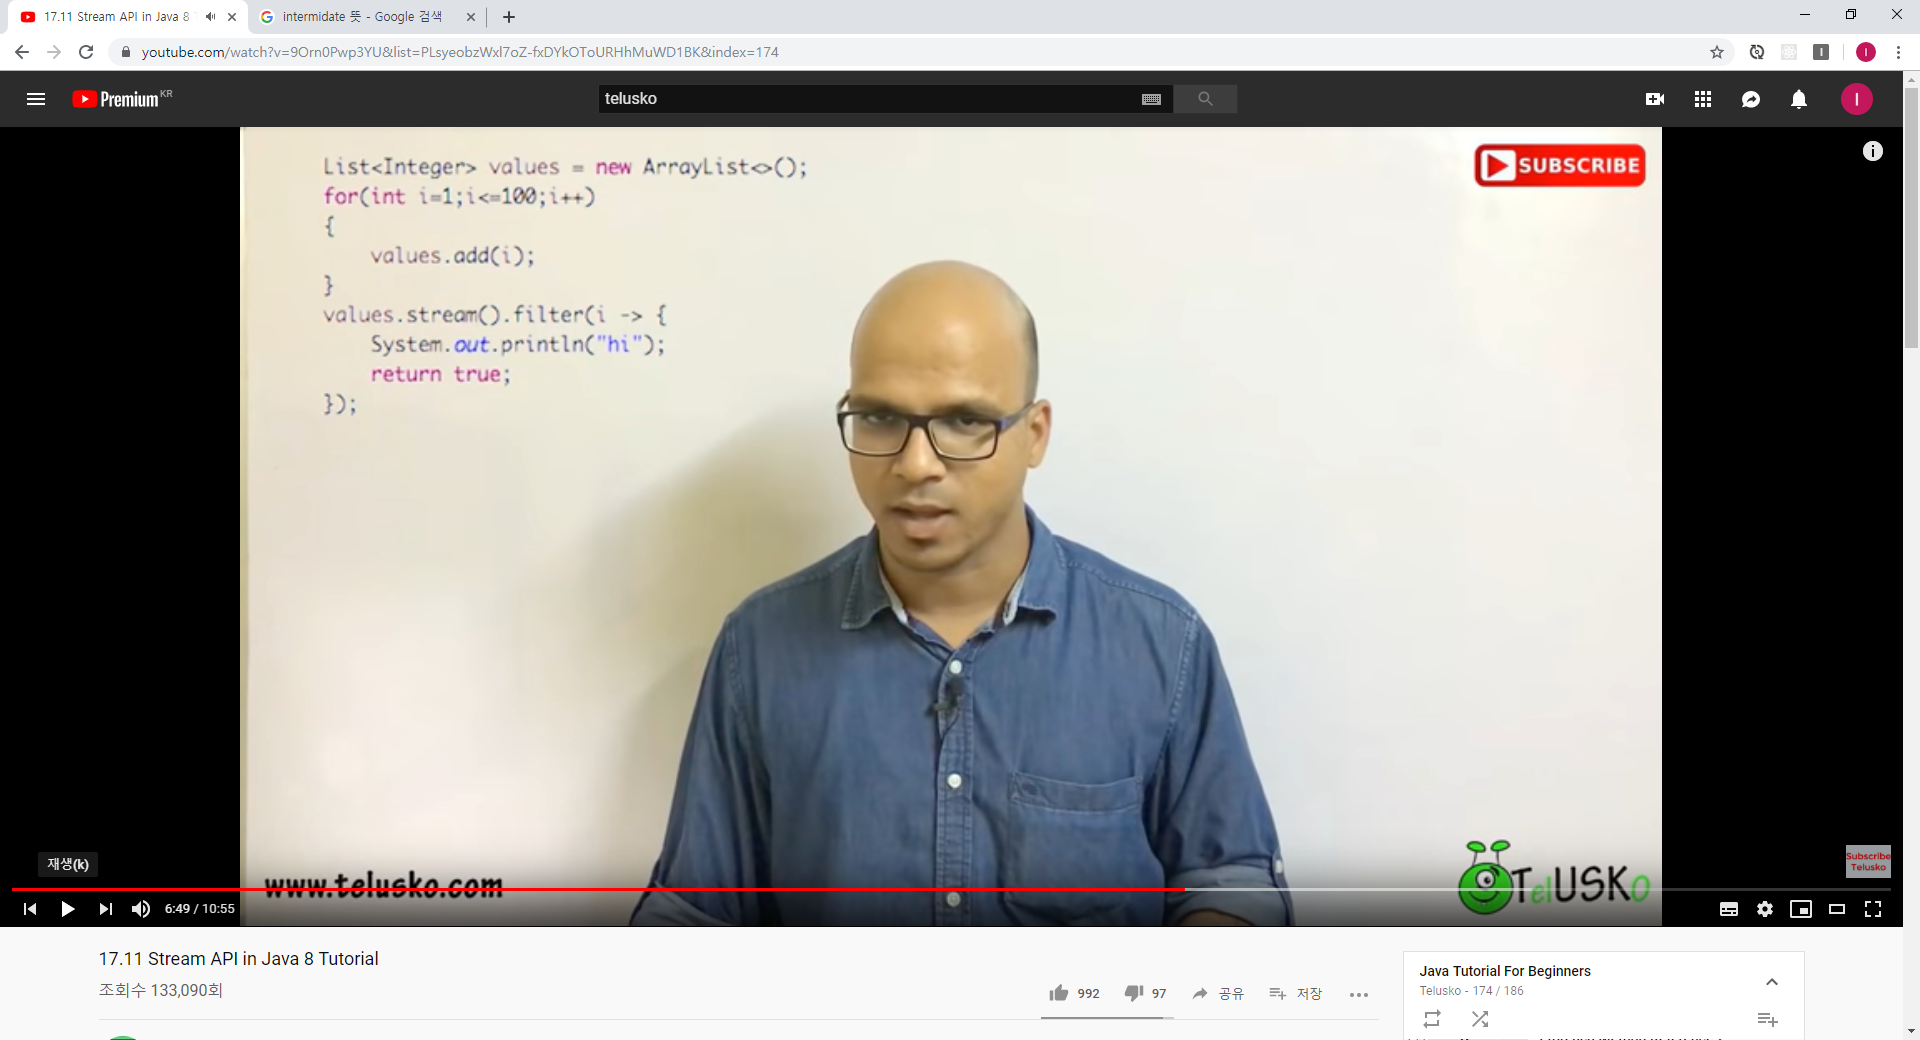 17.11 Stream API in Java 8
intermidate 뜻 - Google 검색
youtube.com/watch?v=9Orn0Pwp3YU&list=PLsyeobzWxl7oZ-fxDYkOToURHhMuWD1BK&index=174
Premium KR
telusko
I
List<Integer> values = new ArrayList<>();
for(int i=1;i<=100;i++)
{
values.add(i);
}
values.stream().filter(i -> {
System.out.println("hi");
return true;
});
SUBSCRIBE
재생(k)
www.telusko.com
TelUSKO
Subscribe
Telusko
6:49 / 10:55
17.11 Stream API in Java 8 Tutorial
조회수 133,090회
992
97
공유
저장
Java Tutorial For Beginners
Telusko - 174 / 186